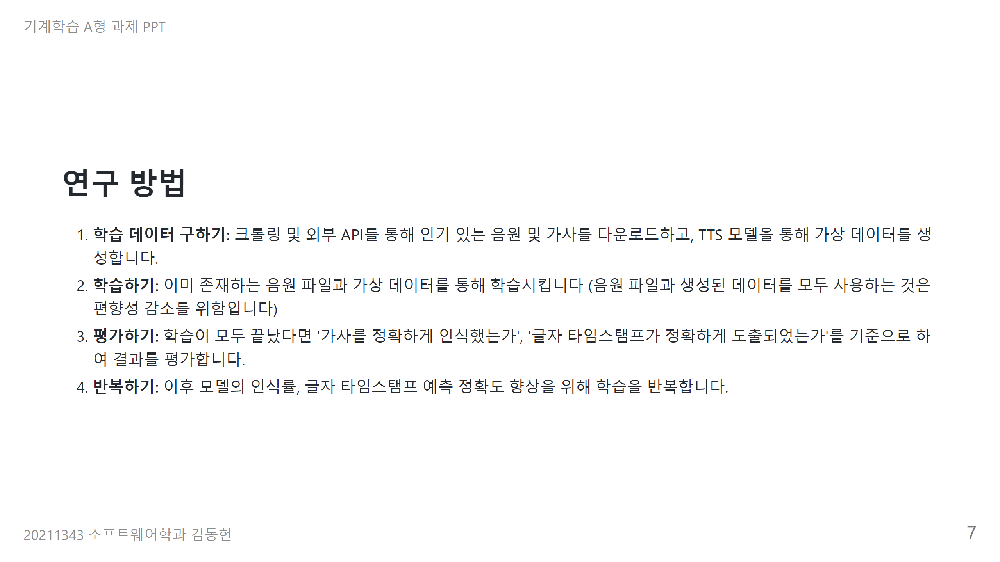 기계학습 A형 과제 PPT
연구 방법
1. 학습 데이터 구하기: 크롤링 및 외부 API를 통해 인기 있는 음원 및 가사를 다운로드하고, TTS 모델을 통해 가상 데이터를 생
성합니다.
2. 학습하기: 이미 존재하는 음원 파일과 가상 데이터를 통해 학습시킵니다 (음원 파일과 생성된 데이터를 모두 사용하는 것은
편향성 감소를 위함입니다)
3. 평가하기: 학습이 모두 끝났다면 '가사를 정확하게 인식했는가', '글자 타임스탬프가 정확하게 도출되었는가'를 기준으로 하
여 결과를 평가합니다.
4. 반복하기: 이후 모델의 인식률, 글자 타임스탬프 예측 정확도 향상을 위해 학습을 반복합니다.
20211343 소프트웨어학과 김동현
7